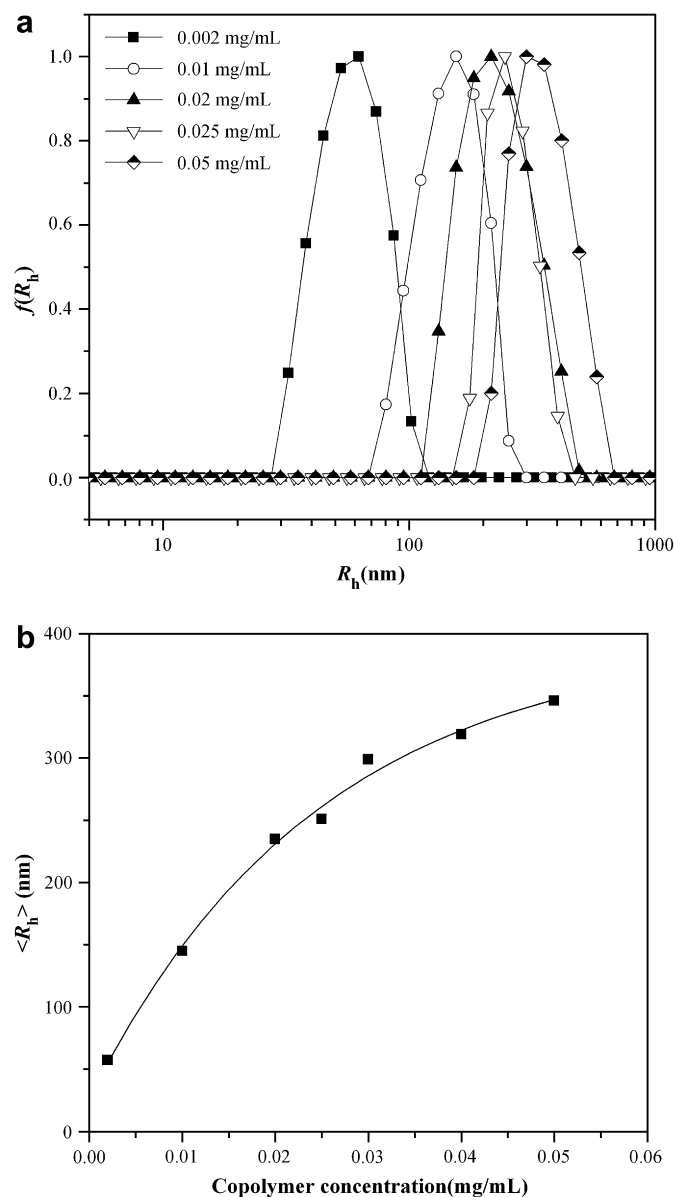 a
0.002 mg/mL
0.01 mg/mL
0.02 mg/mL
0.025 mg/mL
0.05 mg/mL
1.0
0.8
0.6
0.4
0.2
0.0
f(Rh)
10
100
1000
Rh(nm)
b
400
300
200
100
0
<Rh> (nm)
0.00
0.01
0.02
0.03
0.04
0.05
0.06
Copolymer concentration(mg/mL)